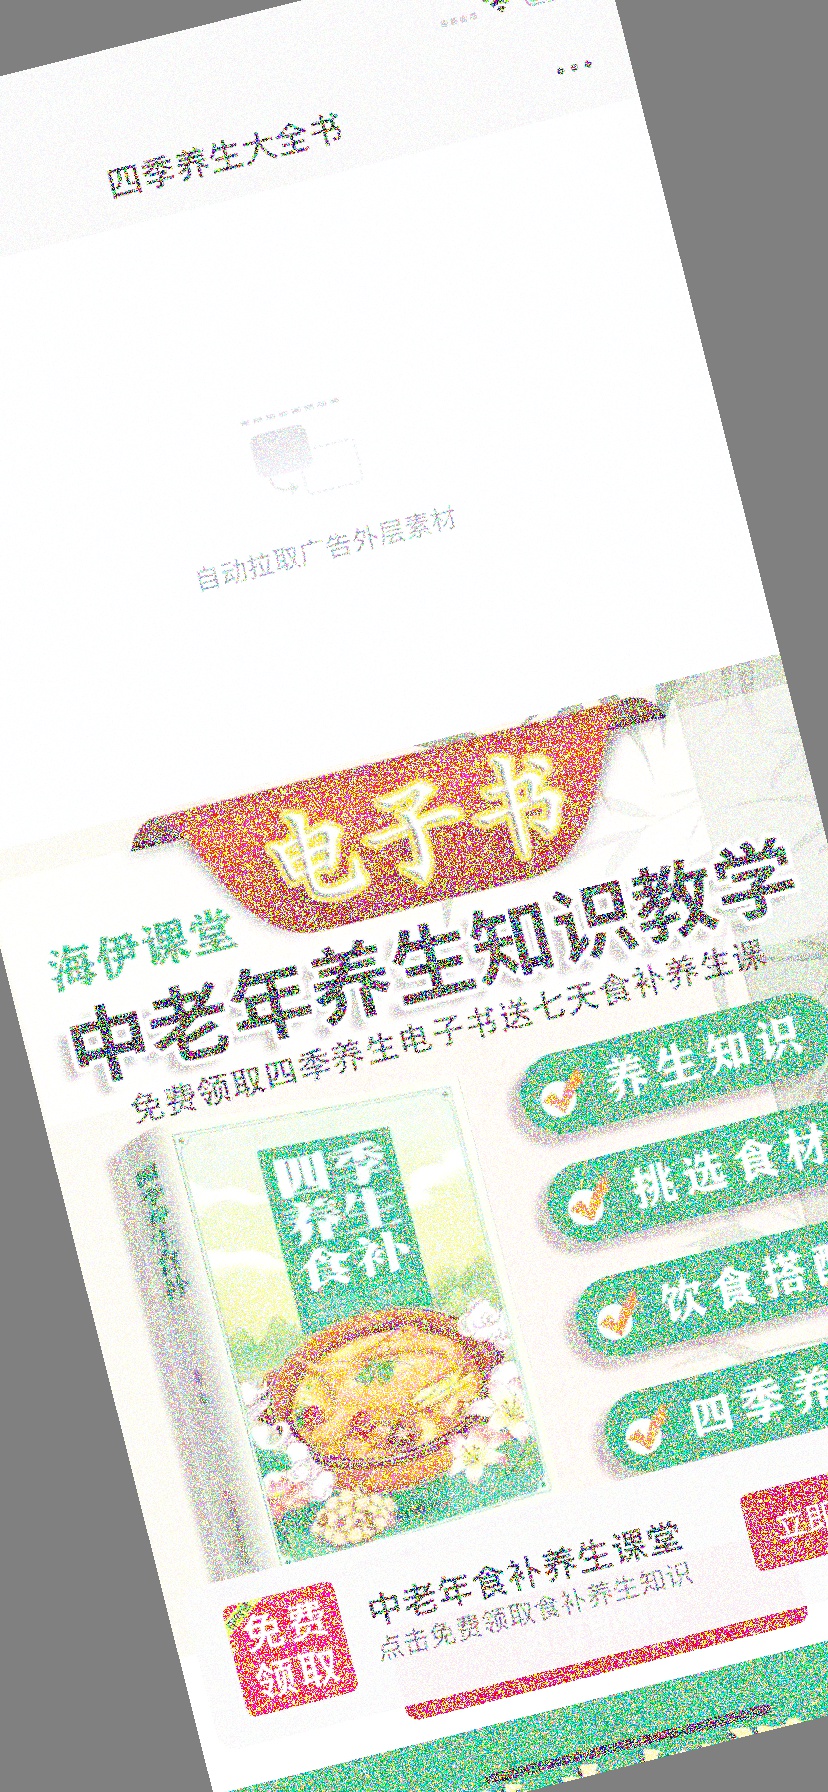 四季养生大全书
自动拉取广告外层素材
电子书
海伊课堂
中老年养生知识教学
免费领取四季养生电子书送七天食补养生课
养生知识
挑选食材
饮食搭配
四季养
四季
养生
食补
中老年食补养生课堂
点击免费领取食补养生知识
免费
领取
立即